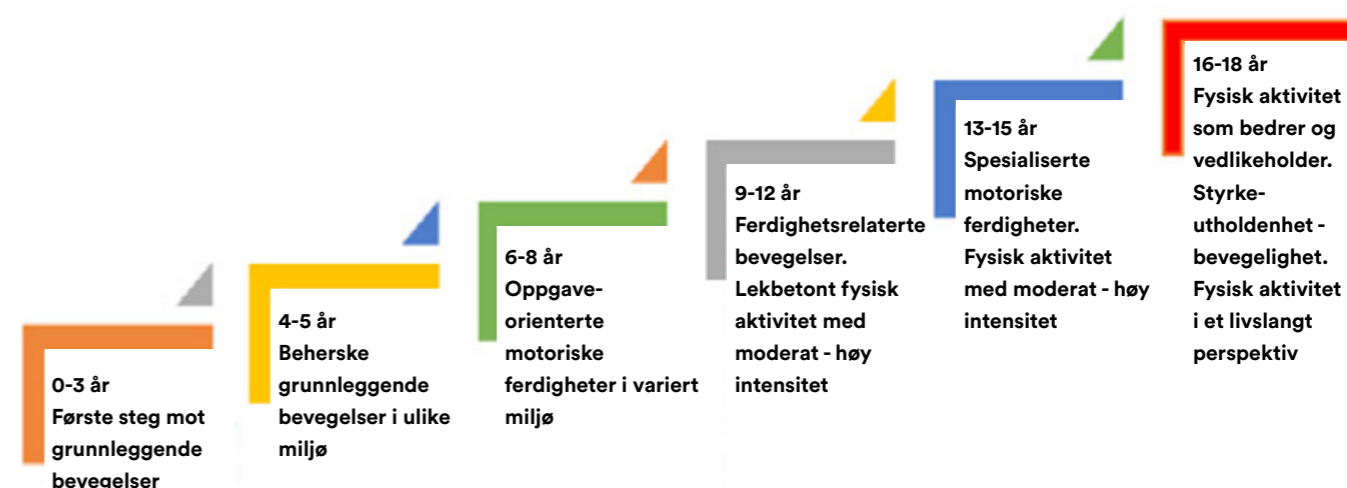 0-3 år
Første steg mot
grunnleggende
bevegelser
4-5 år
Beherske
grunnleggende
bevegelser i ulike
miljø
6-8 år
Oppgave-
orienterte
motoriske
ferdigheter i variert
miljø
9-12 år
Ferdighetsrelaterte
bevegelser.
Lekbetont fysisk
aktivitet med
moderat - høy
intensitet
13-15 år
Spesialiserte
motoriske
ferdigheter.
Fysisk aktivitet
med moderat - høy
intensitet
16-18 år
Fysisk aktivitet
som bedrer og
vedlikeholder.
Styrke-
utholdenhet -
bevegelighet.
Fysisk aktivitet
i et livslangt
perspektiv